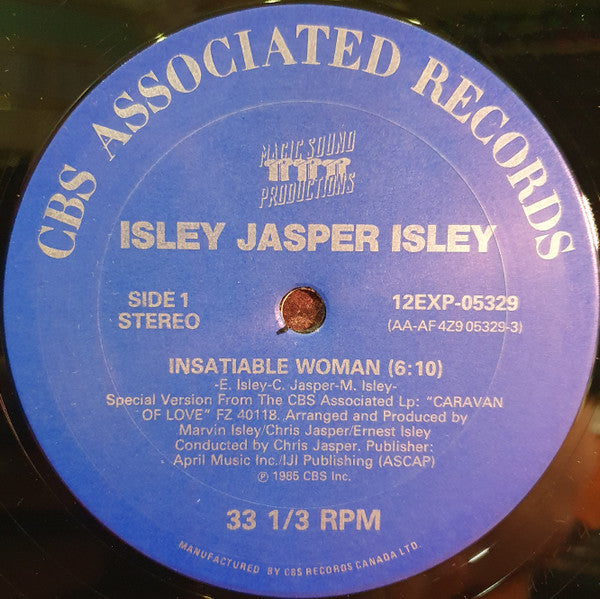 CBS ASSOCIATED RECORDS
MAGIC SOUND
PRODUCTIONS
ISLEY JASPER ISLEY
SIDE 1
STEREO
12EXP-05329
(AA-AF 4Z9 05329-3)
INSATIABLE WOMAN (6:10)
-E. Isley-C. Jasper-M. Isley-
Special Version From The CBS Associated Lp: "CARAVAN
OF LOVE" FZ 40118. Arranged and Produced by
Marvin Isley/Chris Jasper/Ernest Isley
Conducted by Chris Jasper. Publisher:
April Music Inc./IJI Publishing (ASCAP)
℗ 1985 CBS Inc.
33 1/3 RPM
MANUFACTURED BY CBS RECORDS CANADA LTD.